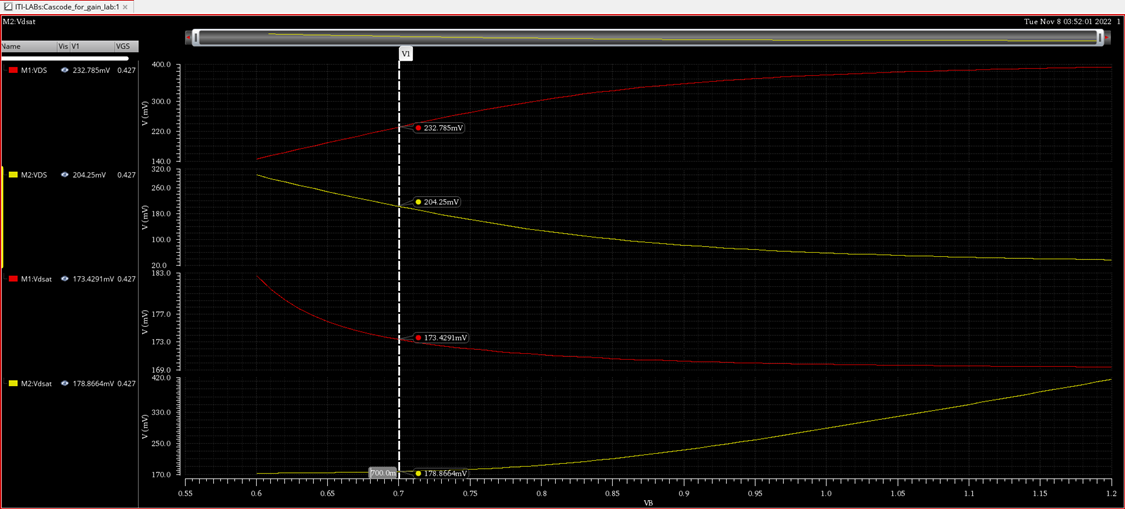 ITI-LABs:Cascode_for_gain_lab:1 ×
M2:Vdsat
Tue Nov 8 03:52:01 2022 1
Name Vis V1 VGS
V1
M1:VDS 232.785mV 0.427
M2:VDS 204.25mV 0.427
M1:Vdsat 173.4291mV 0.427
M2:Vdsat 178.8664mV 0.427
V (mV)
400.0
300.0
220.0
140.0
232.785mV
V (mV)
320.0
260.0
180.0
100.0
20.0
204.25mV
V (mV)
183.0
177.0
173.0
169.0
173.4291mV
V (mV)
420.0
330.0
250.0
170.0
700.0m
178.8664mV
0.55 0.6 0.65 0.7 0.75 0.8 0.85 0.9 0.95 1.0 1.05 1.1 1.15 1.2
VB